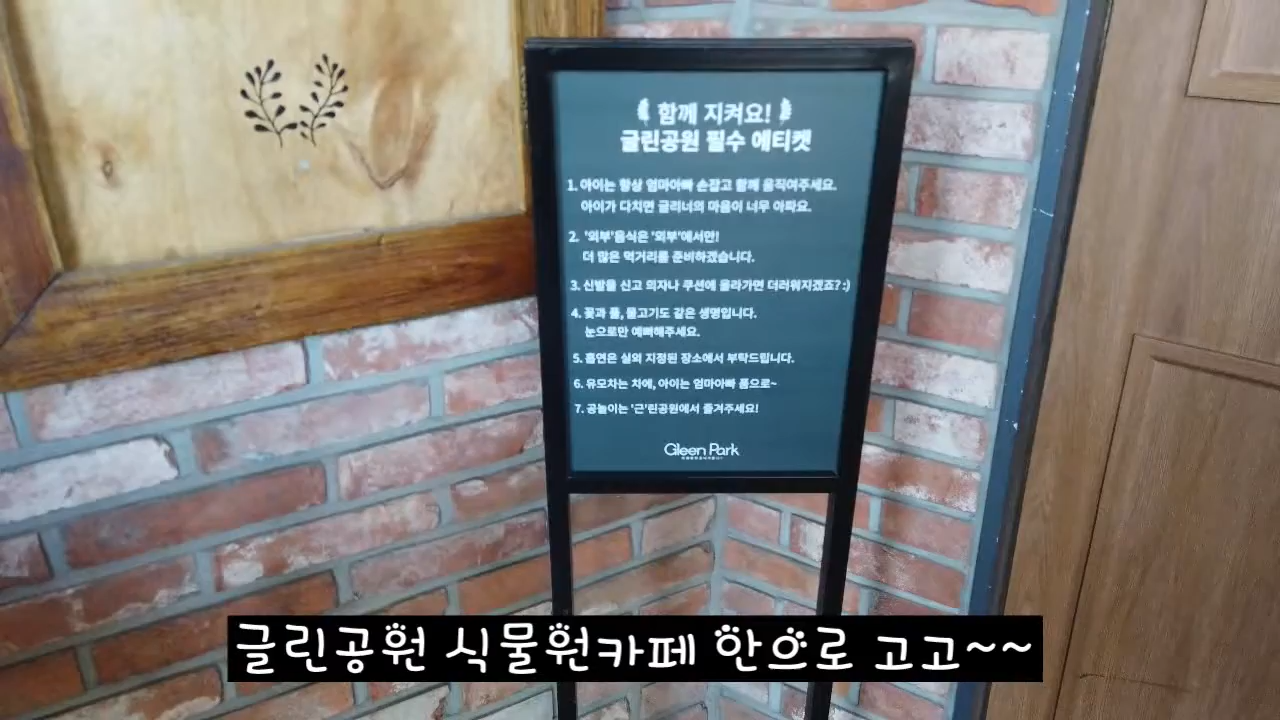 함께 지켜요!
글린공원 필수 에티켓
1. 아이는 항상 엄마아빠 손잡고 함께 움직여주세요.
아이가 다치면 글리너의 마음이 너무 아파요.
2. '외부'음식은 '외부'에서만!
더 많은 먹거리를 준비하겠습니다.
3. 신발을 신고 의자나 쿠션에 올라가면 더러워지겠죠? :)
4. 꽃과 풀, 물고기도 같은 생명입니다.
눈으로만 예뻐해주세요.
5. 흡연은 실외 지정된 장소에서 부탁드립니다.
6. 유모차는 차에, 아이는 엄마아빠 품으로~
7. 공놀이는 '근'린공원에서 즐겨주세요!
Gleen Park
글린공원 식물원카페 안으로 고고~~